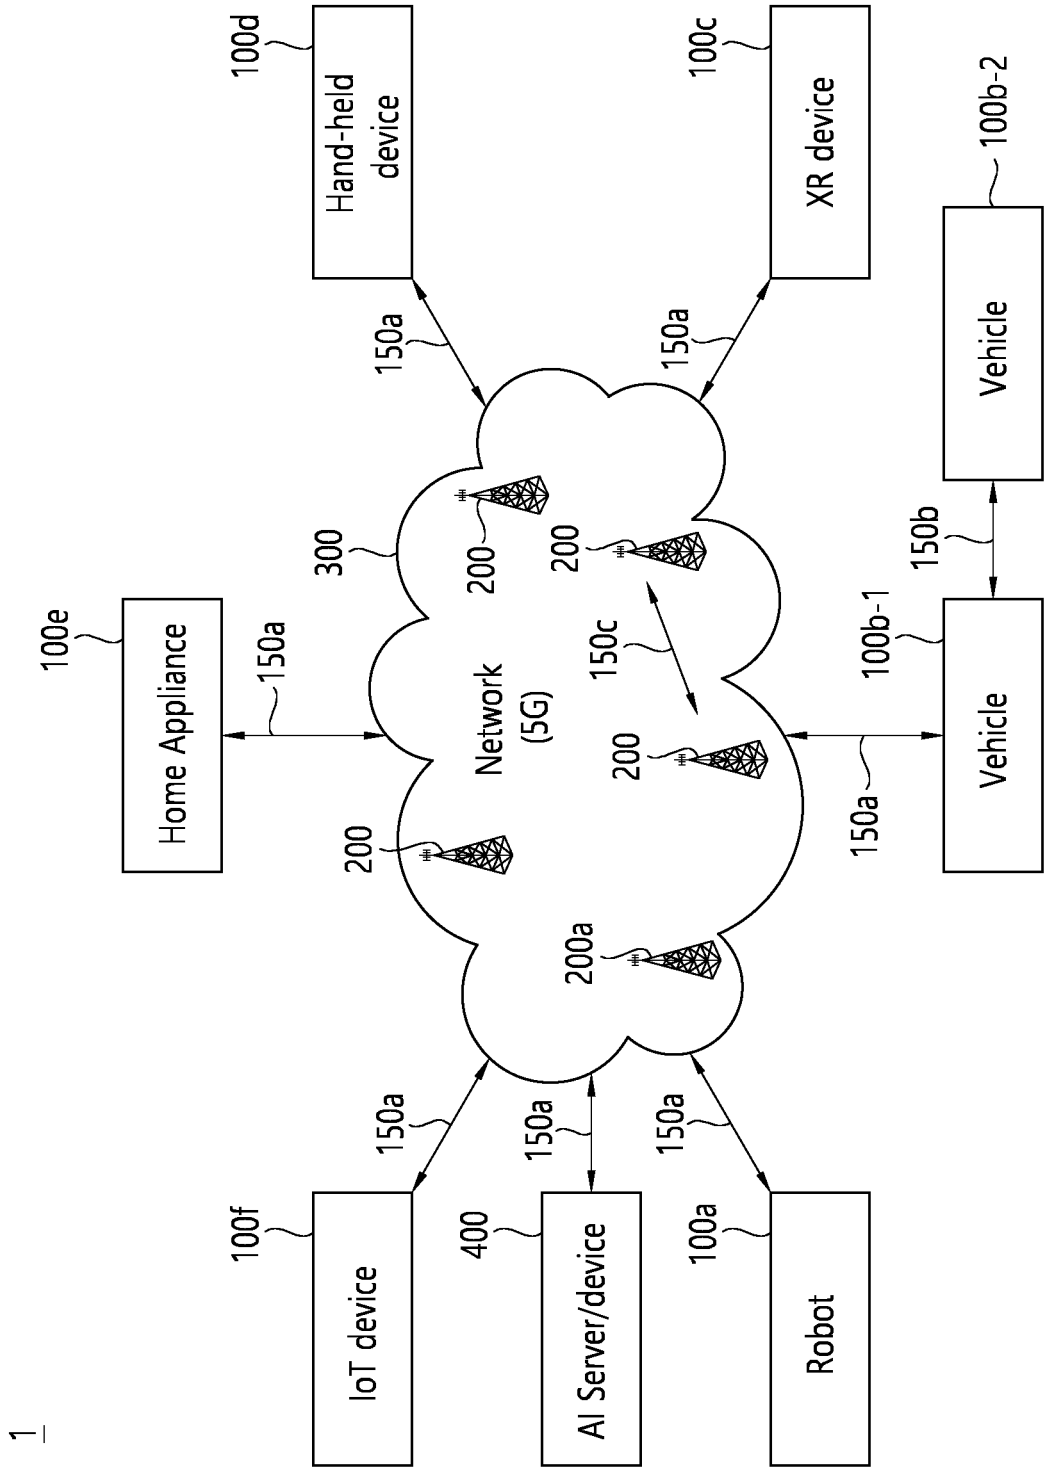 1
100e
Home Appliance
150a
100f
IoT device
150a
300
100d
Hand-held
device
150a
200
200
Network
(5G)
400
AI Server/device
150a
200a
200
150c
200
150a
100a
Robot
150a
100c
XR device
150a
100b-1
Vehicle
150b
Vehicle
100b-2